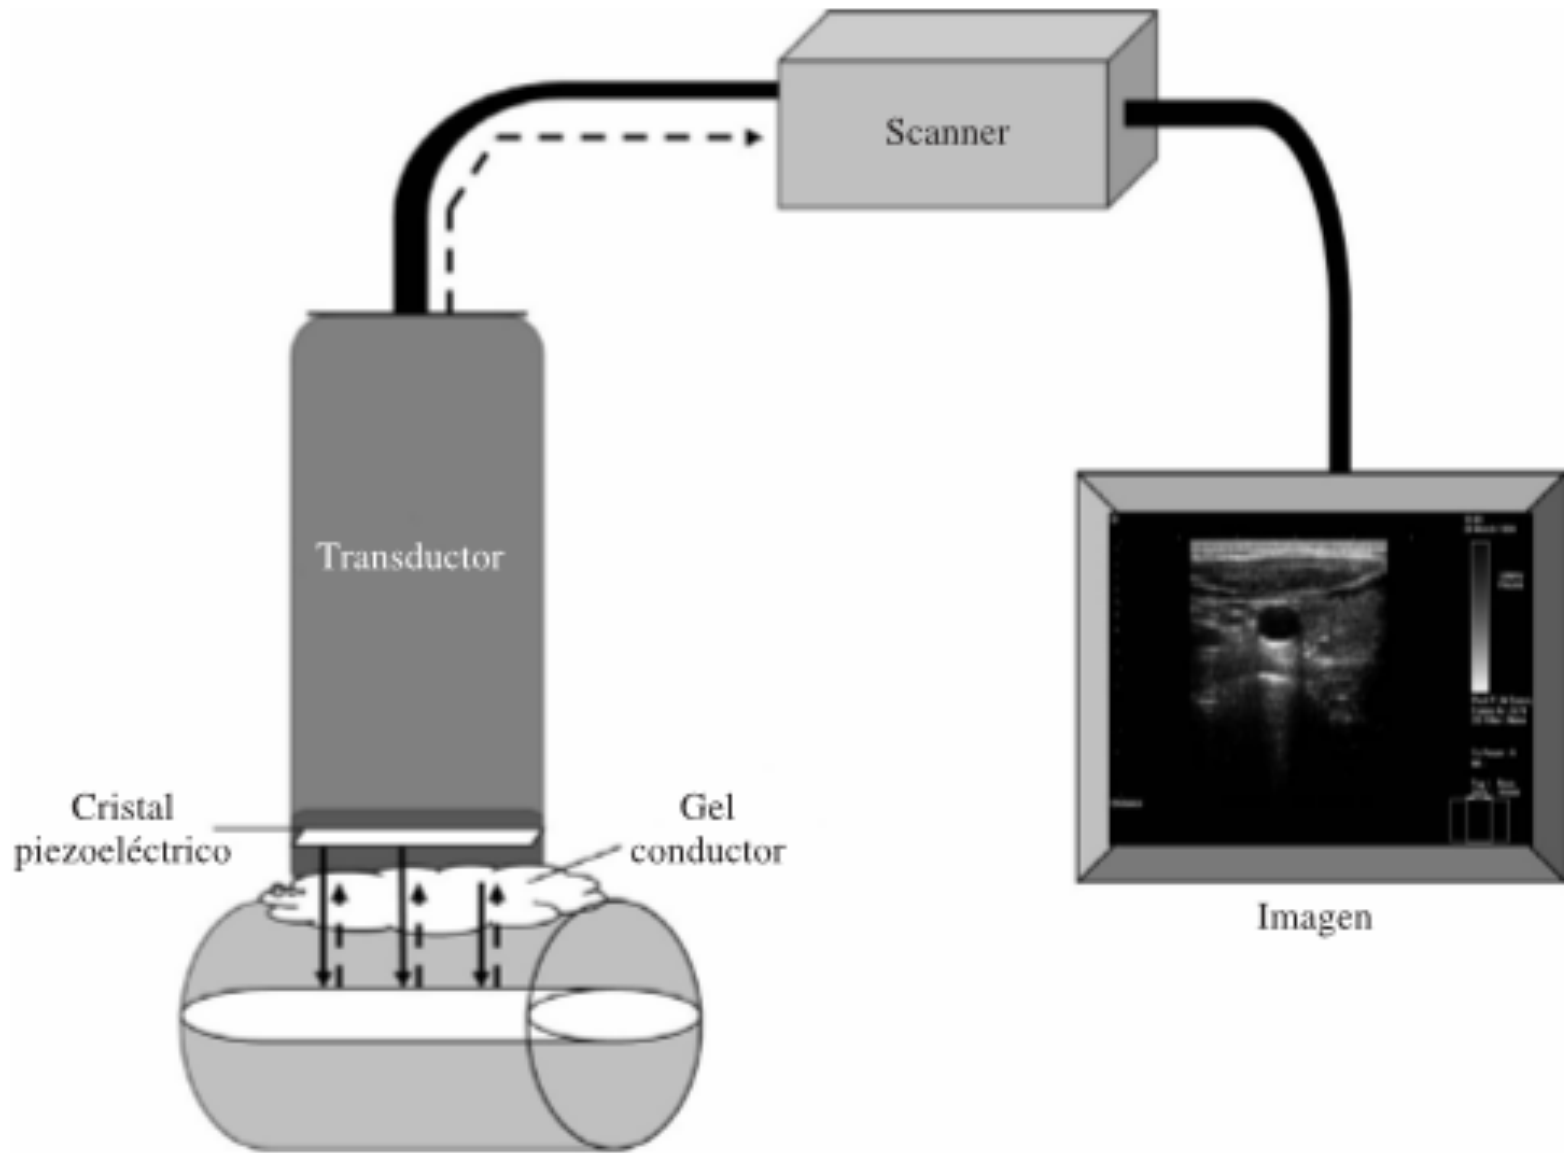 Scanner
Transductor
Cristal
piezoeléctrico
Gel
conductor
Imagen